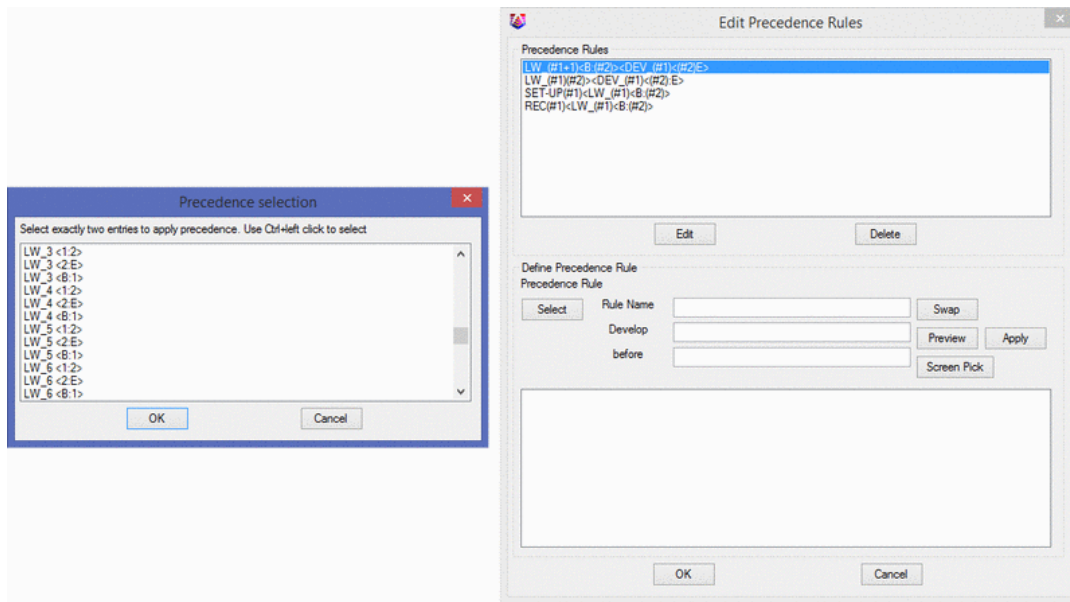 Precedence selection
Select exactly two entries to apply precedence. Use Ctrl+left click to select
LW_3 <1:2>
LW_3 <2:E>
LW_3 <B:1>
LW_4 <1:2>
LW_4 <2:E>
LW_4 <B:1>
LW_5 <1:2>
LW_5 <2:E>
LW_5 <B:1>
LW_6 <1:2>
LW_6 <2:E>
LW_6 <B:1>
OK Cancel
Edit Precedence Rules
Precedence Rules
LW_(#1+1)<B:(#2)><DEV_(#1)<(#2)E>
LW_(#1)(#2)><DEV_(#1)<(#2):E>
SET-UP(#1)<LW_(#1)<B:(#2)>
REC(#1)<LW_(#1)<B:(#2)>
Edit Delete
Define Precedence Rule
Precedence Rule
Select Rule Name Swap
Develop Preview Apply
before Screen Pick
OK Cancel